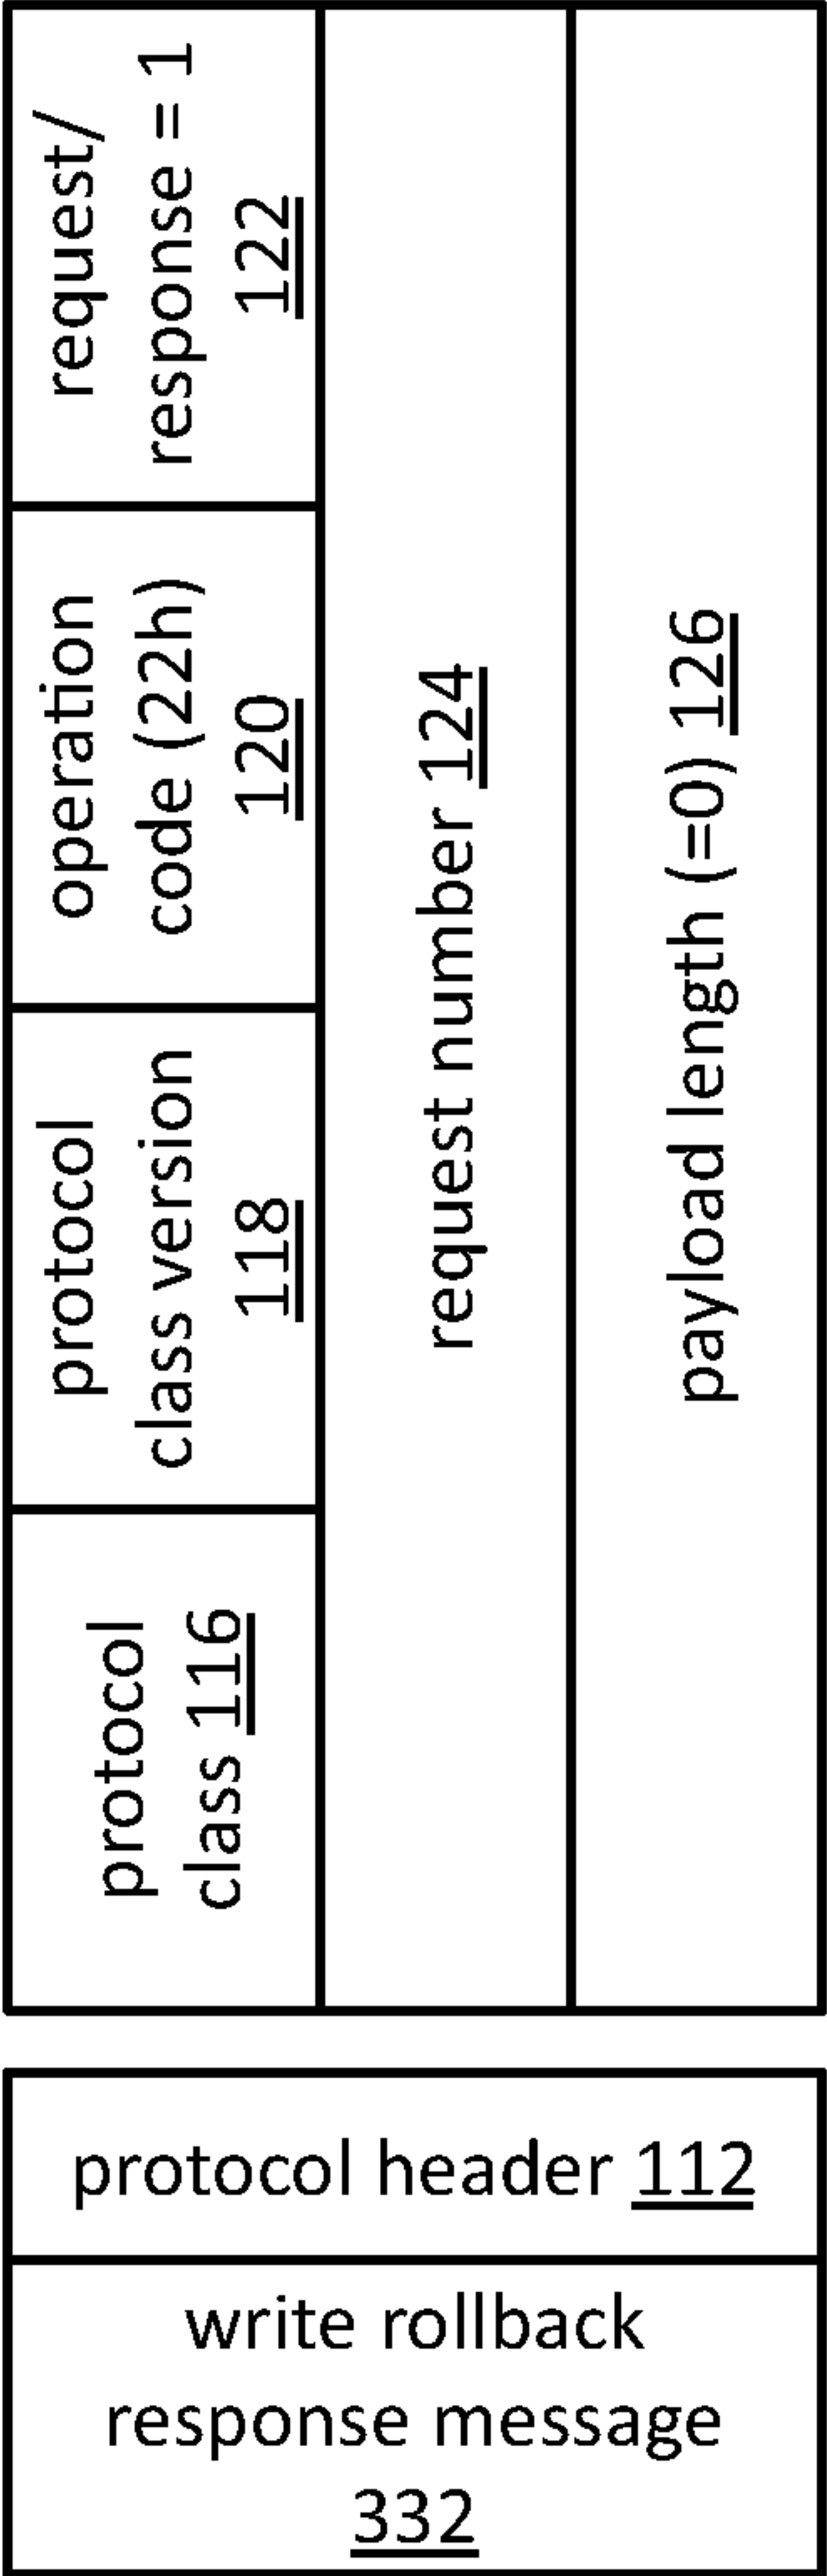 protocol
class 116
protocol
class version
118
operation
code (22h)
120
request/
response = 1
122
request number 124
payload length (=0) 126
protocol header 112
write rollback
response message
332